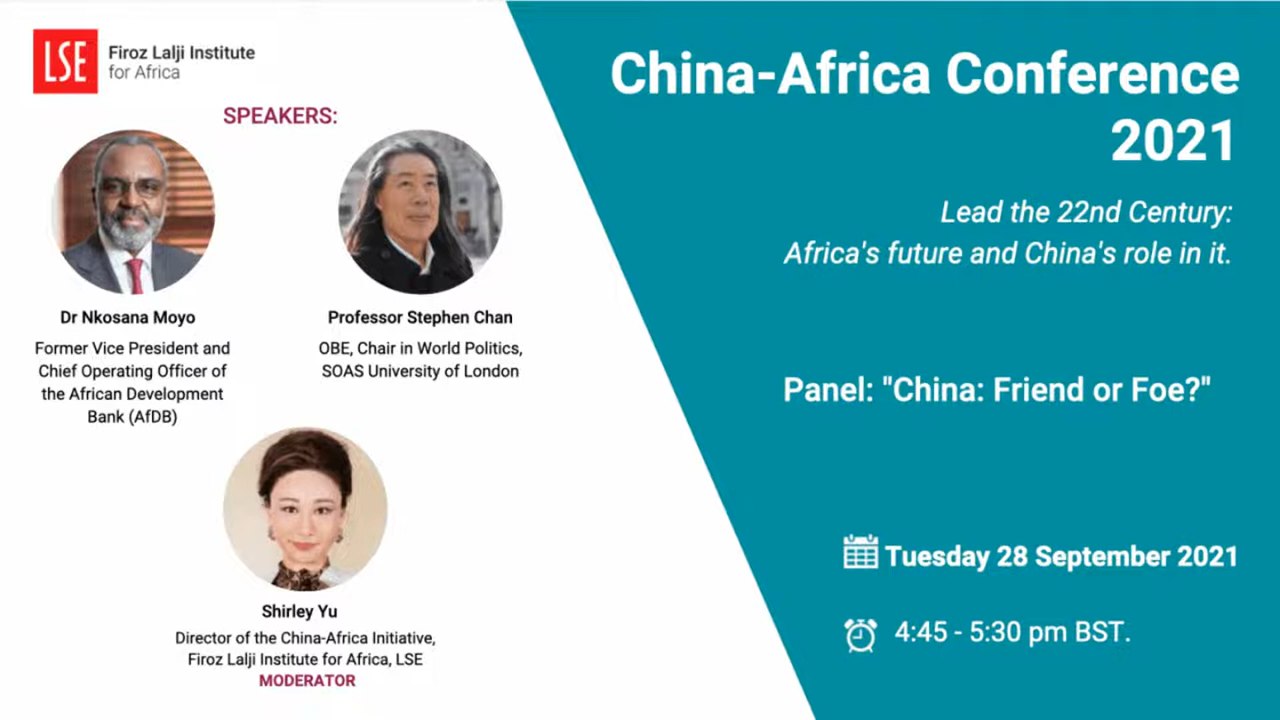 LSE
Firoz Lalji Institute
for Africa
SPEAKERS:
Dr Nkosana Moyo
Former Vice President and
Chief Operating Officer of
the African Development
Bank (AfDB)
Professor Stephen Chan
OBE, Chair in World Politics,
SOAS University of London
Shirley Yu
Director of the China-Africa Initiative,
Firoz Lalji Institute for Africa, LSE
MODERATOR
China-Africa Conference
2021
Lead the 22nd Century:
Africa's future and China's role in it.
Panel: "China: Friend or Foe?"
Tuesday 28 September 2021
4:45 - 5:30 pm BST.